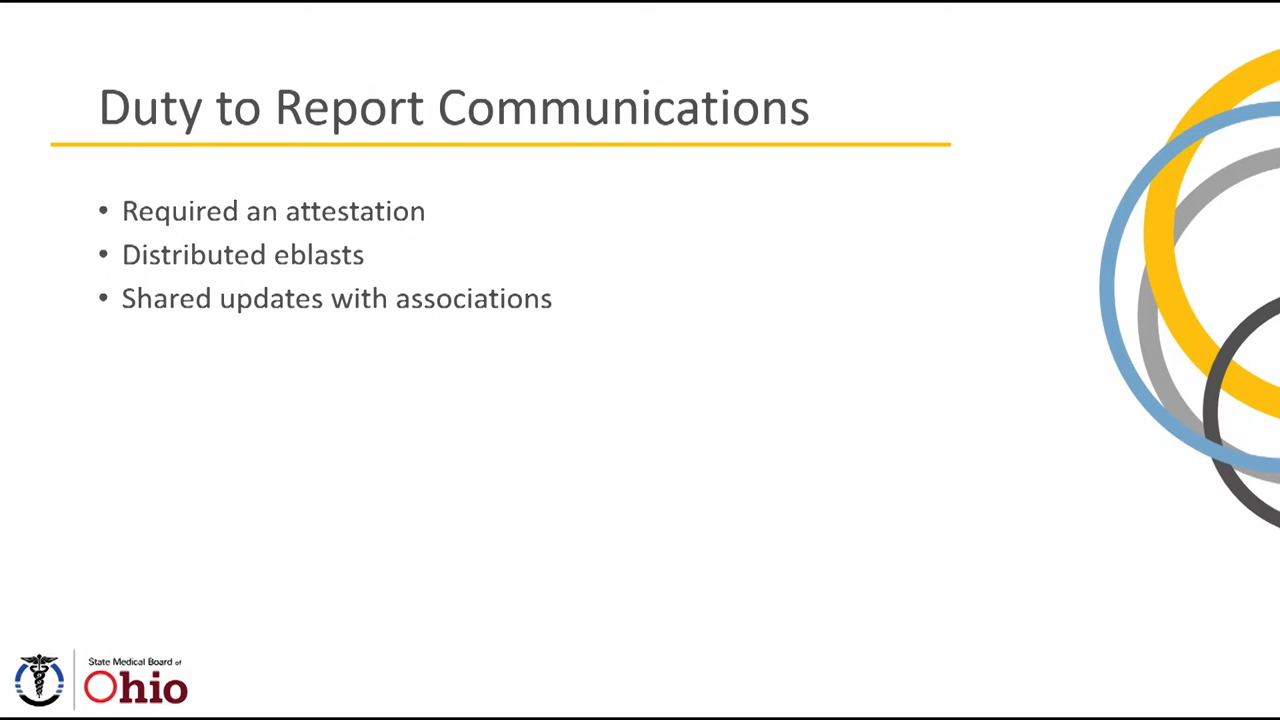 Duty to Report Communications
• Required an attestation
• Distributed eblasts
• Shared updates with associations
State Medical Board of
Ohio